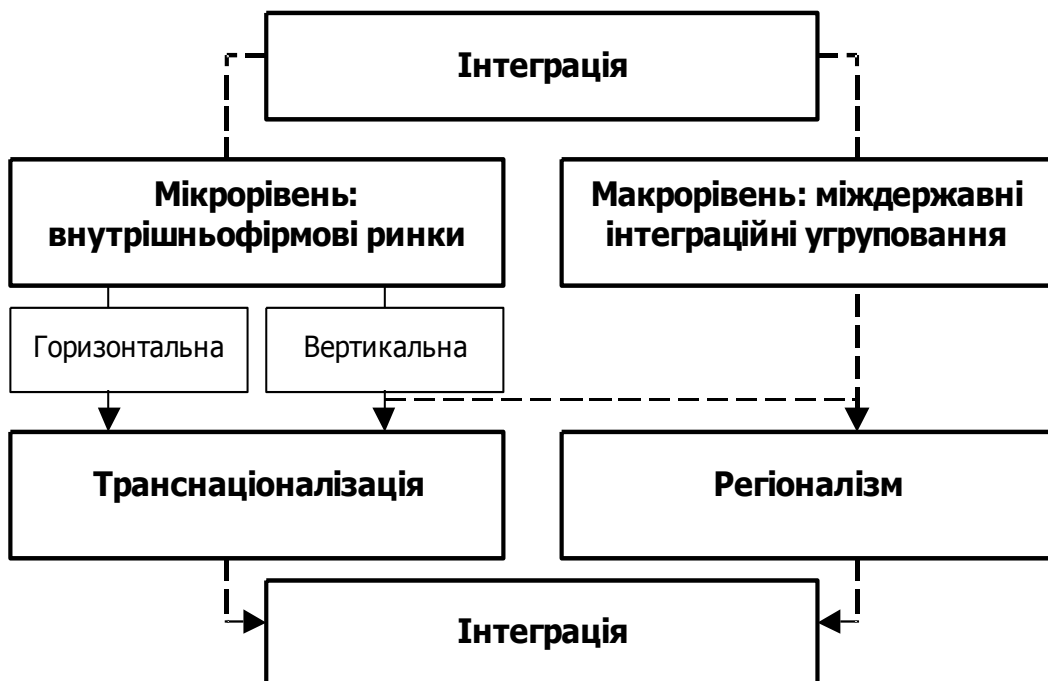 Інтеграція
Мікрорівень:
внутрішньофірмові ринки
Макрорівень: міждержавні
інтеграційні угруповання
Горизонтальна
Вертикальна
Транснаціоналізація
Регіоналізм
Інтеграція